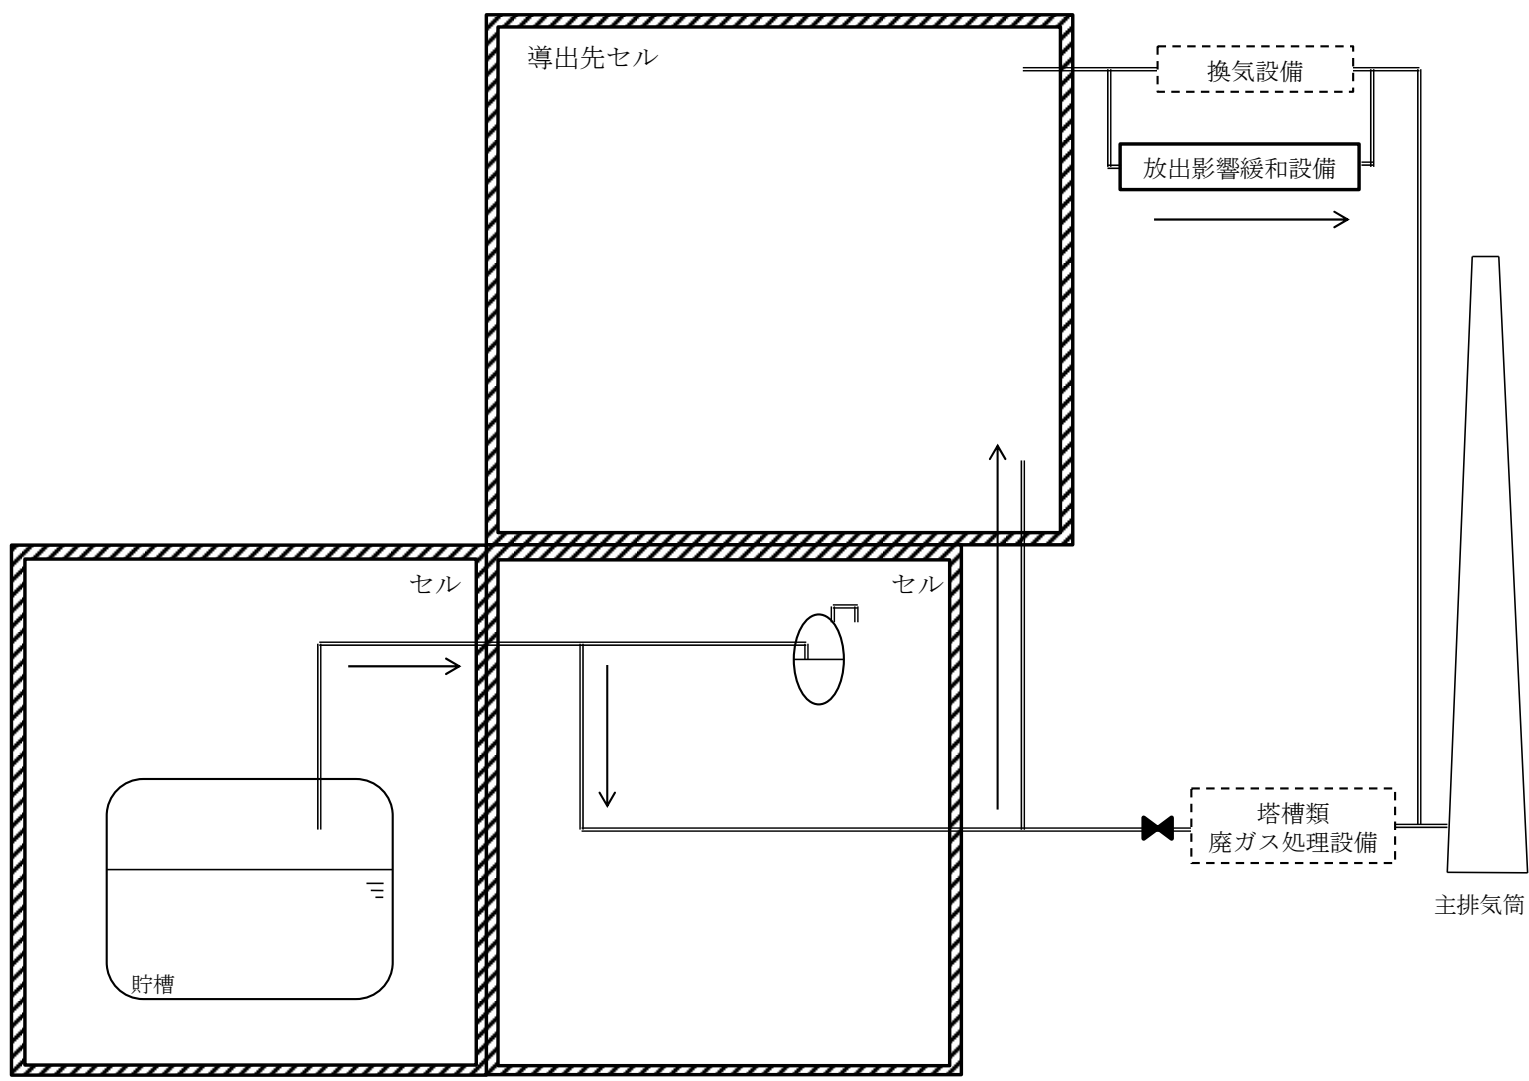 導出先セル
換気設備
放出影響緩和設備
セル
セル
塔槽類
廃ガス処理設備
主排気筒
貯槽